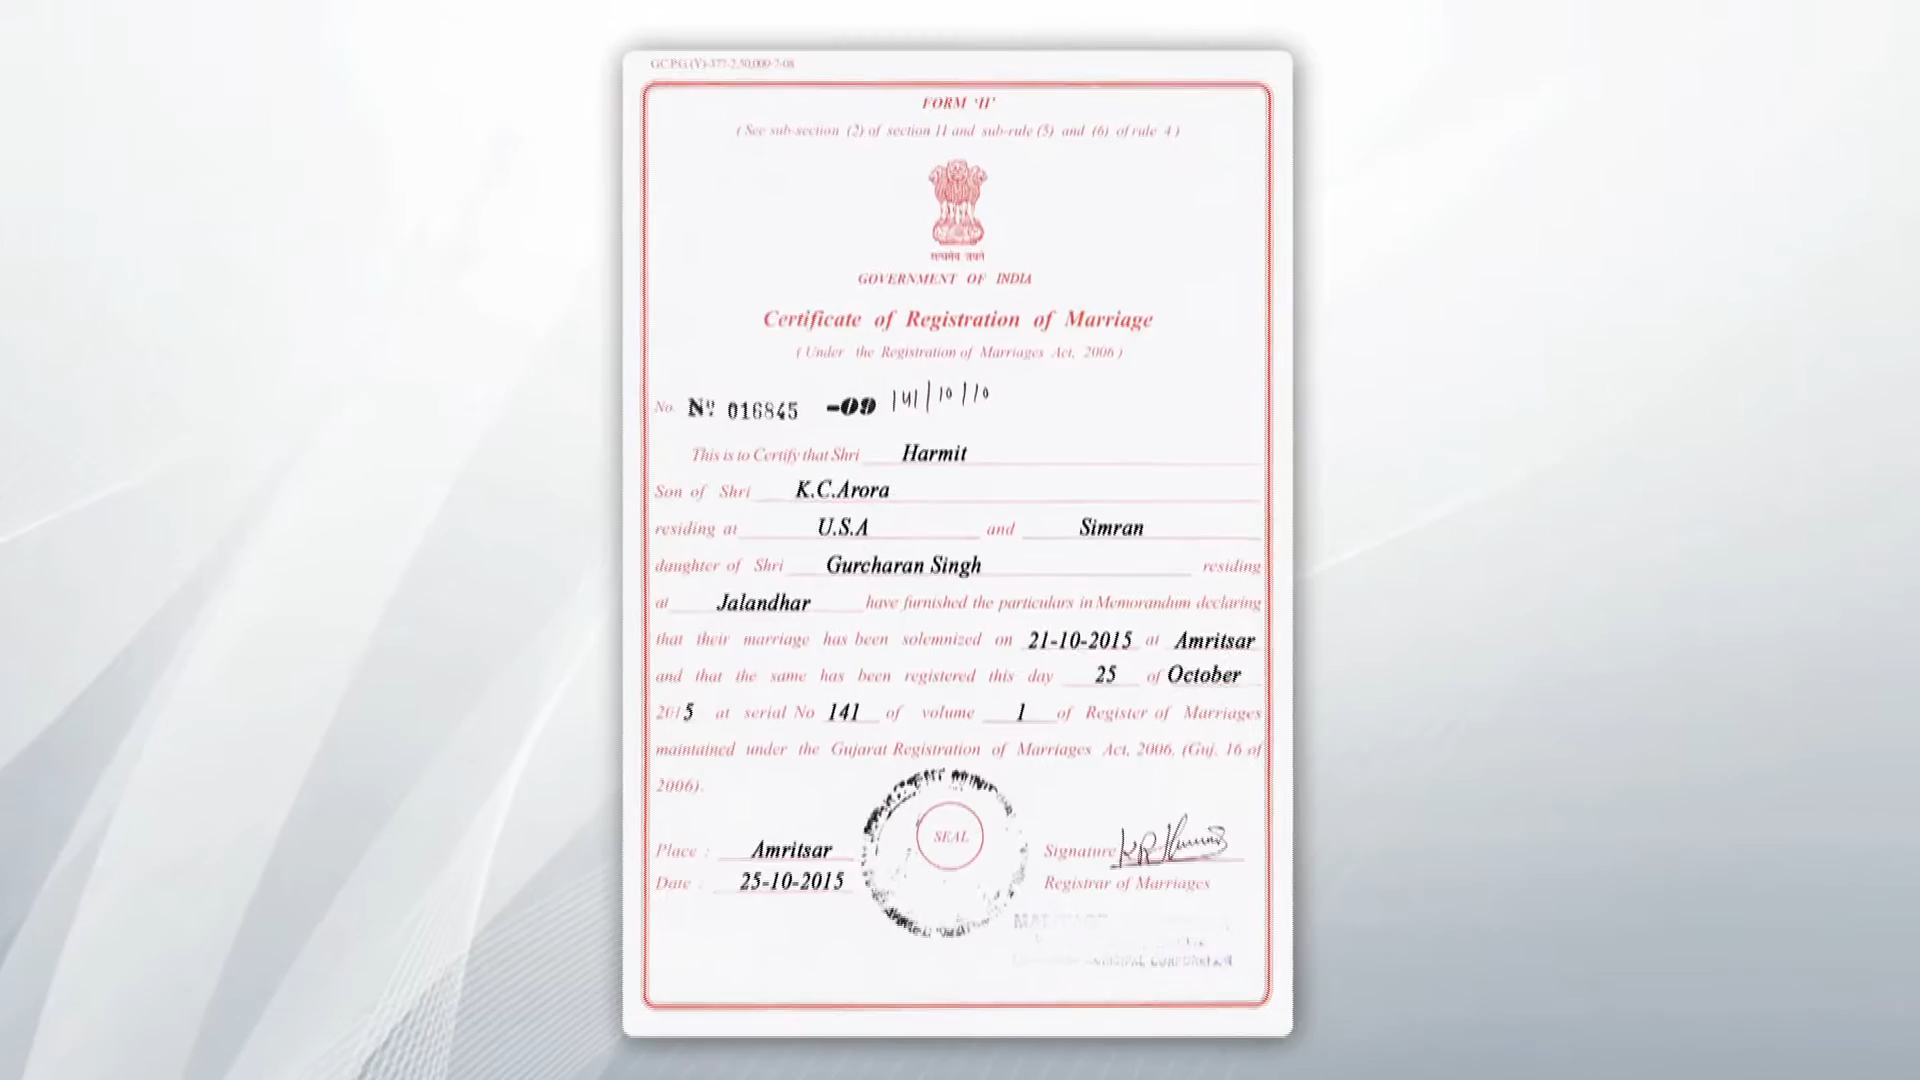 GC.P.G.(Y)-377-2,50,000-7-08
FORM 'II'
( See sub-section (2) of section 11 and sub-rule (5) and (6) of rule 4 )
सत्यमेव जयते
GOVERNMENT OF INDIA
Certificate of Registration of Marriage
( Under the Registration of Marriages Act, 2006 )
No. Nº 016845 -09 141/10/10
This is to Certify that Shri Harmit
Son of Shri K.C.Arora
residing at U.S.A and Simran
daughter of Shri Gurcharan Singh residing
at Jalandhar have furnished the particulars in Memorandum declaring
that their marriage has been solemnized on 21-10-2015 at Amritsar
and that the same has been registered this day 25 of October
2015 at serial No 141 of volume 1 of Register of Marriages
maintained under the Gujarat Registration of Marriages Act, 2006. (Guj. 16 of
2006).
SEAL
Place : Amritsar
Signature
Date : 25-10-2015
Registrar of Marriages
CORPORATION